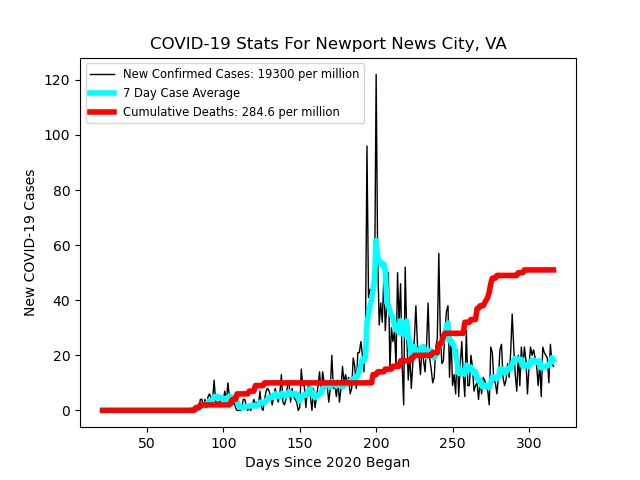 COVID-19 Stats For Newport News City, VA
New Confirmed Cases: 19300 per million
7 Day Case Average
Cumulative Deaths: 284.6 per million
New COVID-19 Cases
120
100
80
60
40
20
0
50 100 150 200 250 300
Days Since 2020 Began